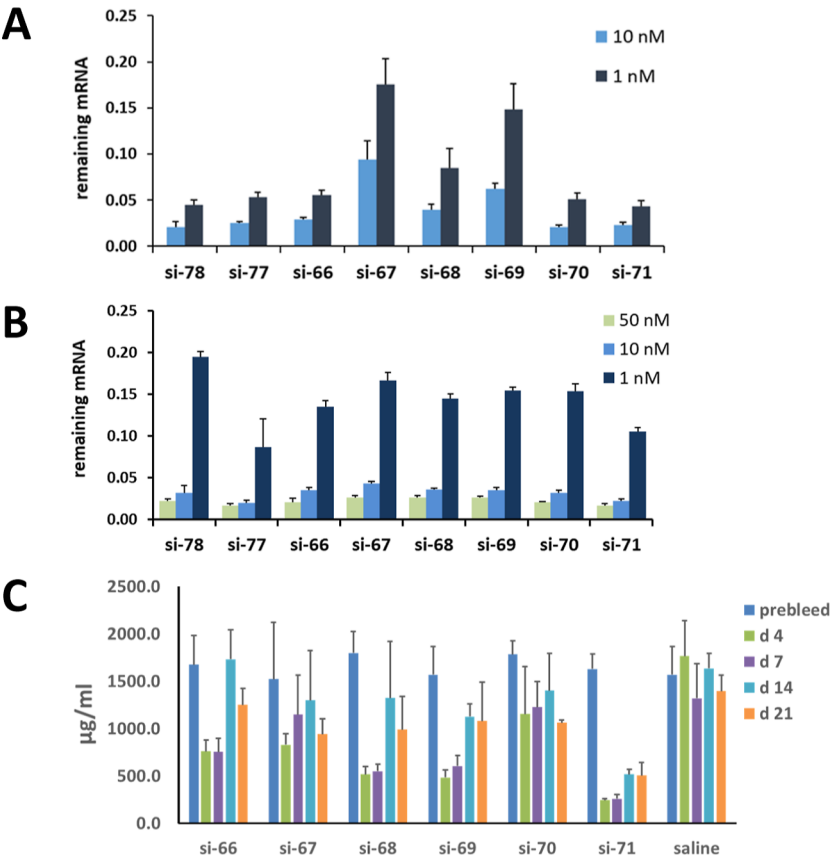 A
0.25
0.20
0.15
0.10
0.05
0.00
remaining mRNA
10 nM
1 nM
si-78 si-77 si-66 si-67 si-68 si-69 si-70 si-71
B
0.25
0.20
0.15
0.10
0.05
0.00
remaining mRNA
50 nM
10 nM
1 nM
si-78 si-77 si-66 si-67 si-68 si-69 si-70 si-71
C
2500.0
2000.0
1500.0
1000.0
500.0
0.0
µg/ml
prebleed
d 4
d 7
d 14
d 21
si-66 si-67 si-68 si-69 si-70 si-71 saline